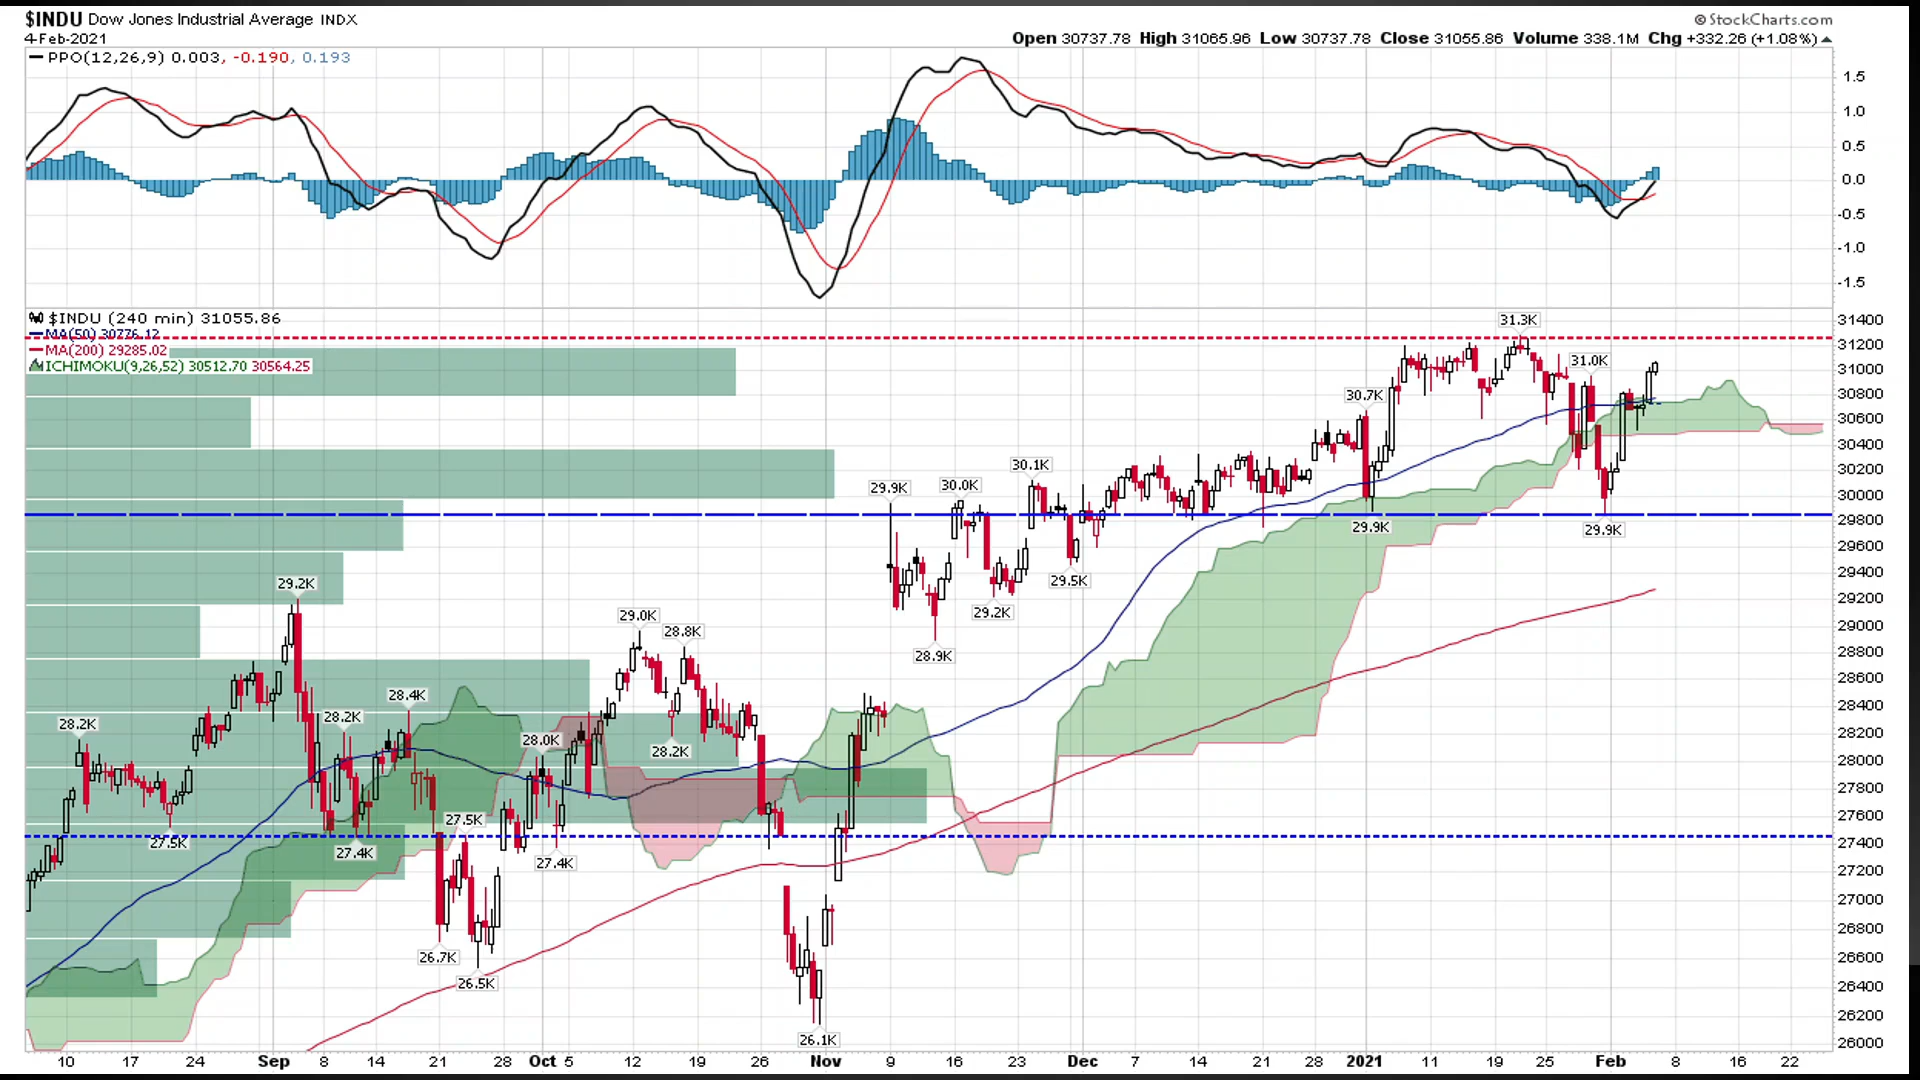 $INDU Dow Jones Industrial Average INDX
© StockCharts.com
4-Feb-2021
Open 30737.78 High 31065.96 Low 30737.78 Close 31055.86 Volume 338.1M Chg +332.26 (+1.08%)
PPO(12,26,9) 0.003, -0.190, 0.193
1.5
1.0
0.5
0.0
-0.5
-1.0
-1.5
$INDU (240 min) 31055.86
MA(50) 30776.12
MA(200) 29285.02
ICHIMOKU(9,26,52) 30512.70 30564.25
31400
31200
31000
30800
30600
30400
30200
30000
29800
29600
29400
29200
29000
28800
28600
28400
28200
28000
27800
27600
27400
27200
27000
26800
26600
26400
26200
26000
28.2K
27.5K
29.2K
28.2K
27.4K
28.4K
26.7K
27.5K
26.5K
28.0K
27.4K
29.0K
28.2K
28.8K
26.1K
29.9K
28.9K
30.0K
29.2K
30.1K
29.5K
30.7K
29.9K
31.3K
31.0K
29.9K
10 17 24 Sep 8 14 21 28 Oct 5 12 19 26 Nov 9 16 23 Dec 7 14 21 28 2021 11 19 25 Feb 8 16 22